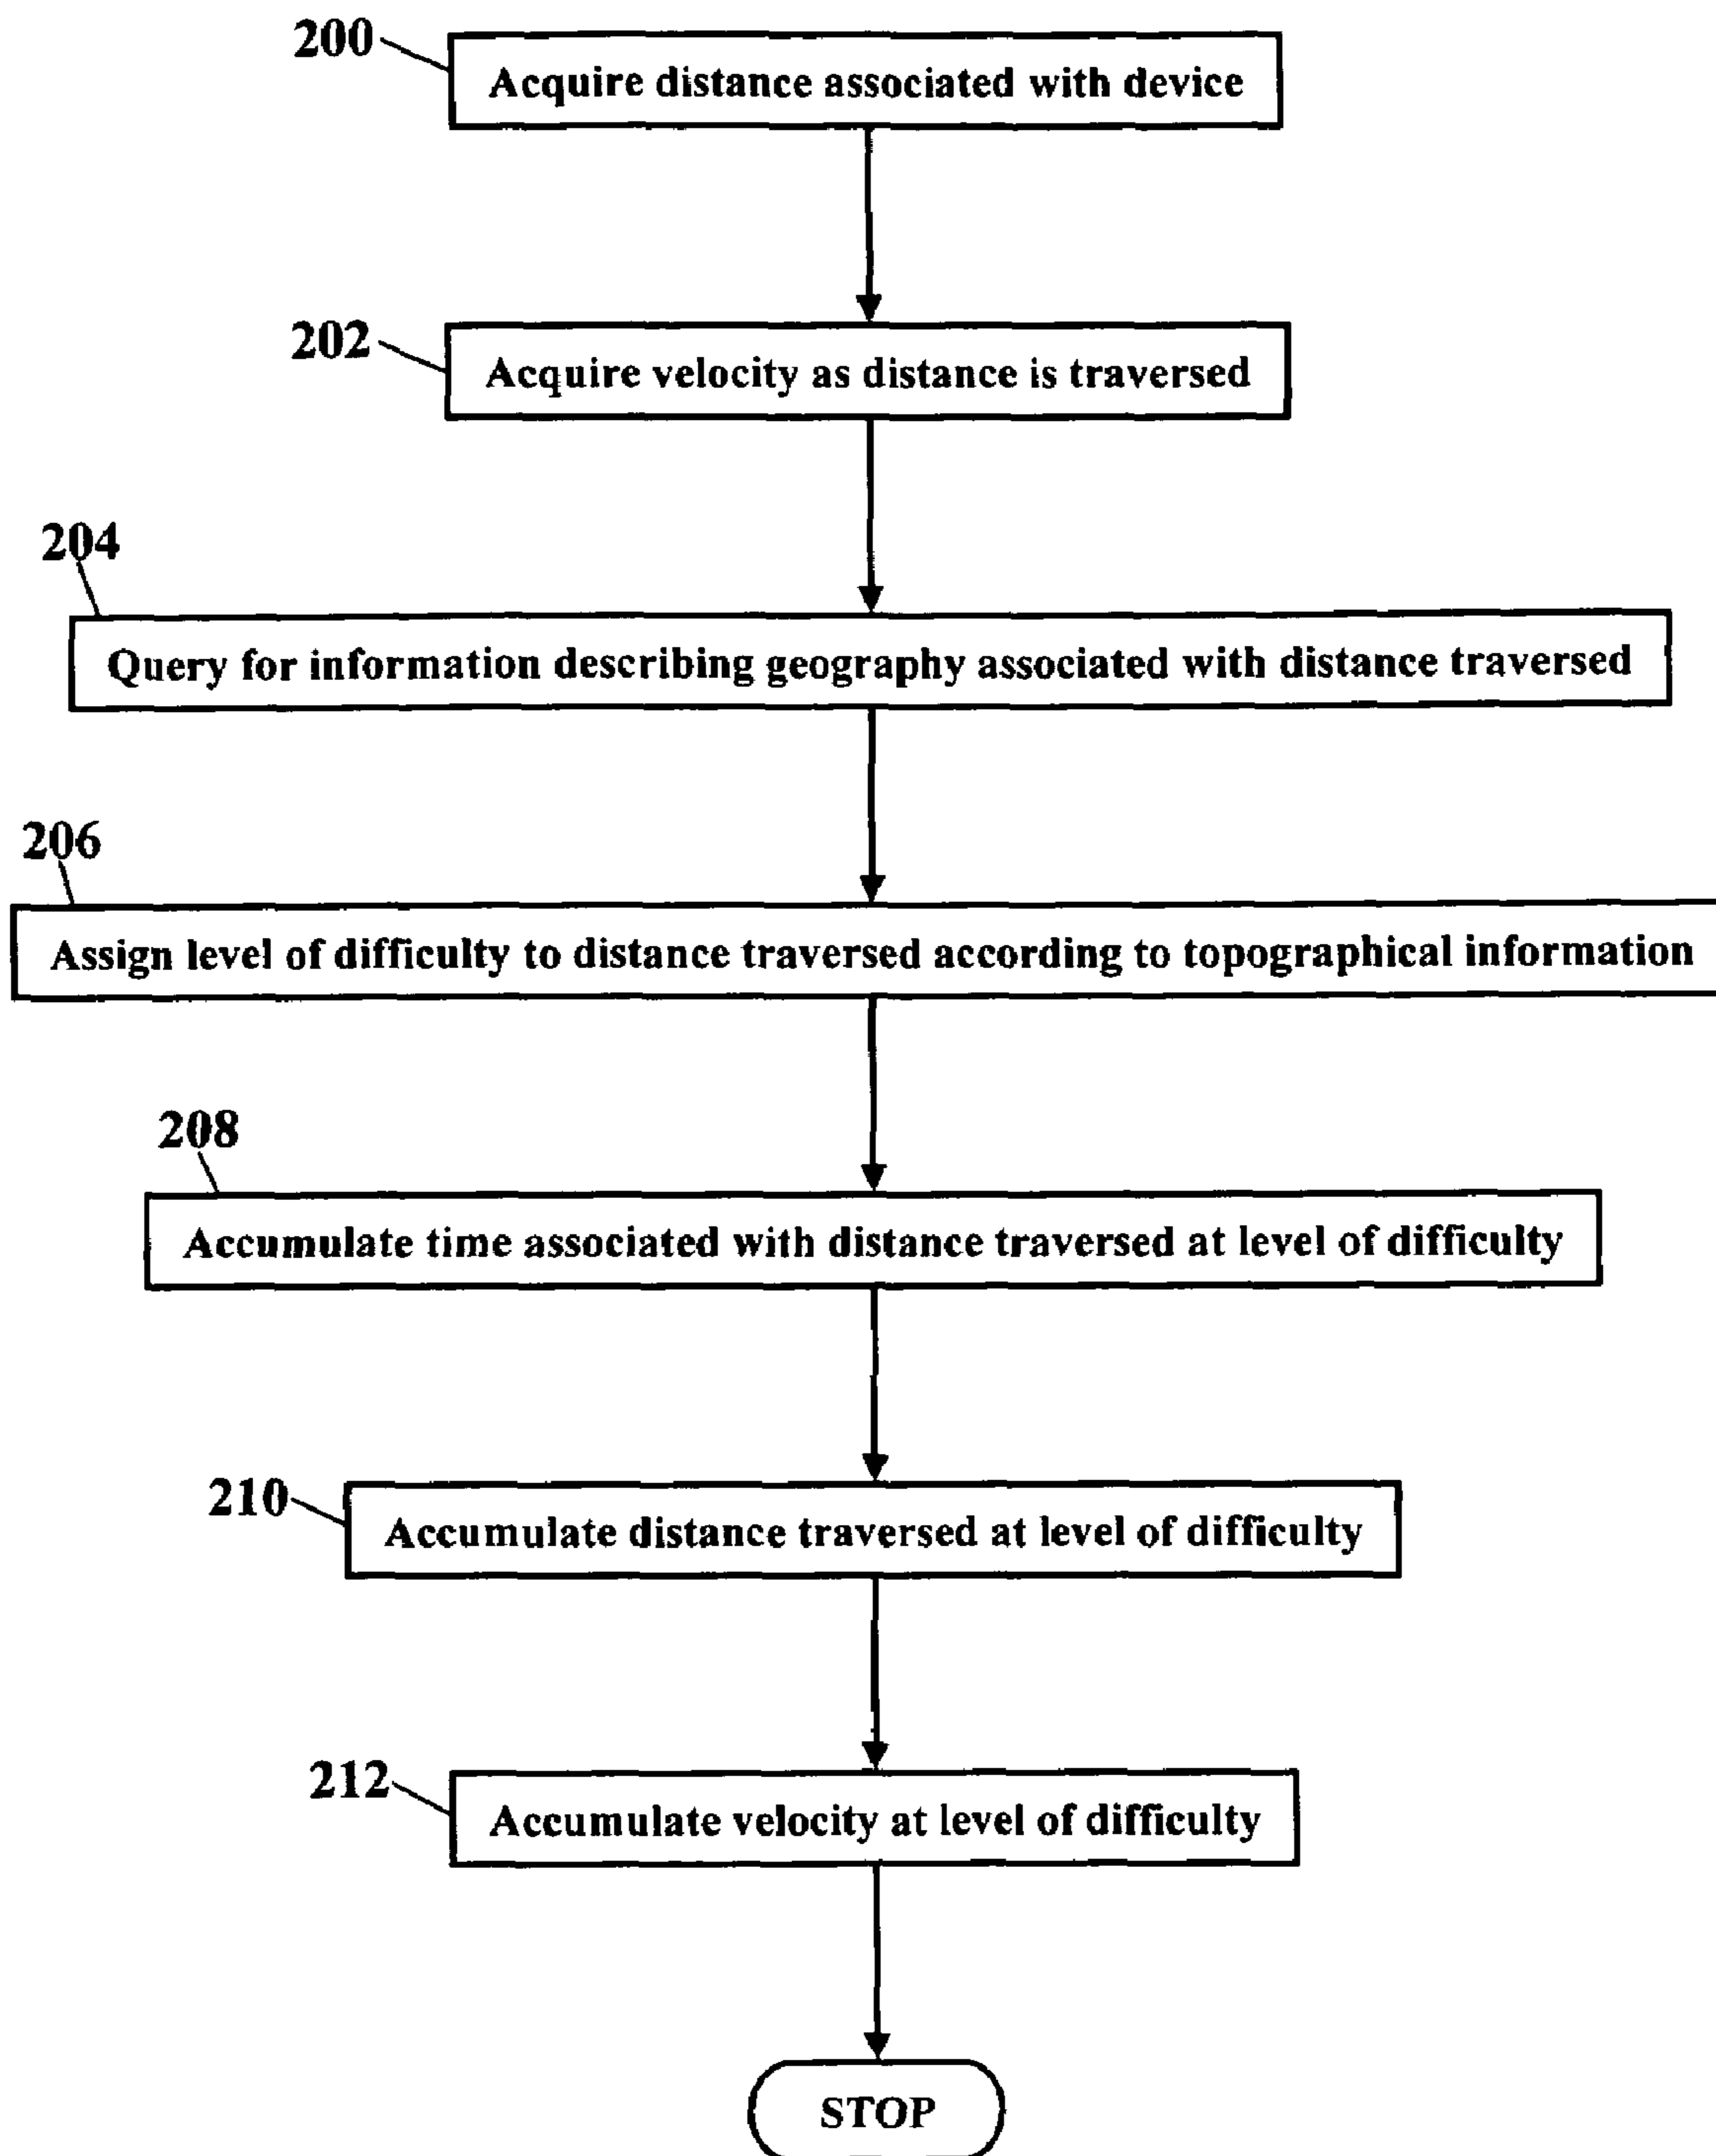 200
Acquire distance associated with device
202
Acquire velocity as distance is traversed
204
Query for information describing geography associated with distance traversed
206
Assign level of difficulty to distance traversed according to topographical information
208
Accumulate time associated with distance traversed at level of difficulty
210
Accumulate distance traversed at level of difficulty
212
Accumulate velocity at level of difficulty
STOP